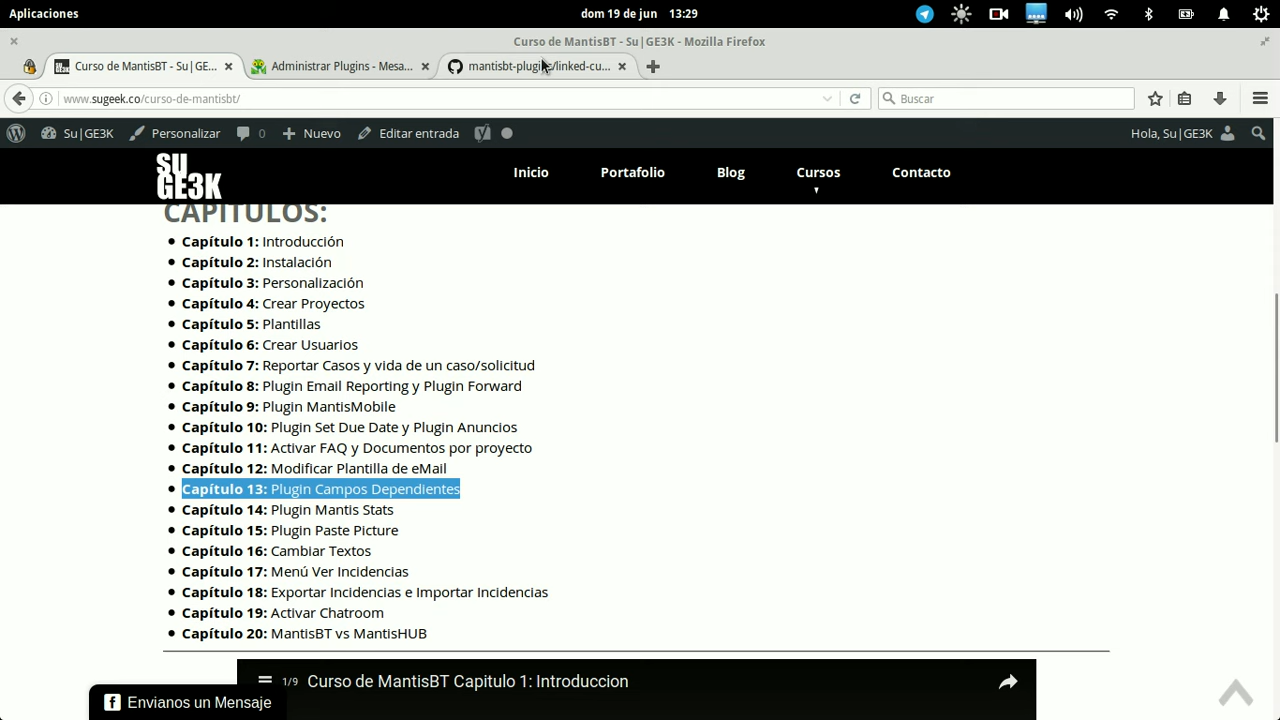 Aplicaciones
dom 19 de jun 13:29
Curso de MantisBT - Su|GE3K - Mozilla Firefox
Curso de MantisBT - Su|GE...
Administrar Plugins - Mesa...
mantisbt-plugins/linked-cu...
www.sugeek.co/curso-de-mantisbt/
Buscar
Su|GE3K
Personalizar
0
Nuevo
Editar entrada
Hola, Su|GE3K
SU
GE3K
Inicio
Portafolio
Blog
Cursos
Contacto
CAPITULOS:
Capítulo 1: Introducción
Capítulo 2: Instalación
Capítulo 3: Personalización
Capítulo 4: Crear Proyectos
Capítulo 5: Plantillas
Capítulo 6: Crear Usuarios
Capítulo 7: Reportar Casos y vida de un caso/solicitud
Capítulo 8: Plugin Email Reporting y Plugin Forward
Capítulo 9: Plugin MantisMobile
Capítulo 10: Plugin Set Due Date y Plugin Anuncios
Capítulo 11: Activar FAQ y Documentos por proyecto
Capítulo 12: Modificar Plantilla de eMail
Capítulo 13: Plugin Campos Dependientes
Capítulo 14: Plugin Mantis Stats
Capítulo 15: Plugin Paste Picture
Capítulo 16: Cambiar Textos
Capítulo 17: Menú Ver Incidencias
Capítulo 18: Exportar Incidencias e Importar Incidencias
Capítulo 19: Activar Chatroom
Capítulo 20: MantisBT vs MantisHUB
1/9 Curso de MantisBT Capitulo 1: Introduccion
Envianos un Mensaje